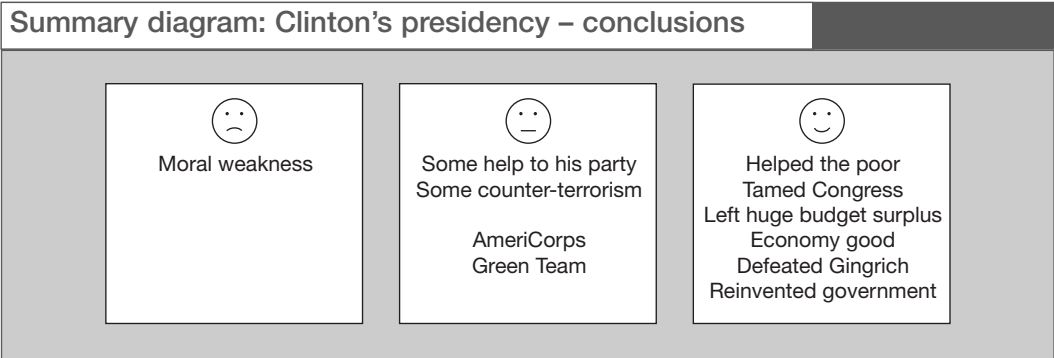 Summary diagram: Clinton's presidency – conclusions
Moral weakness
Some help to his party
Some counter-terrorism
AmeriCorps
Green Team
Helped the poor
Tamed Congress
Left huge budget surplus
Economy good
Defeated Gingrich
Reinvented government